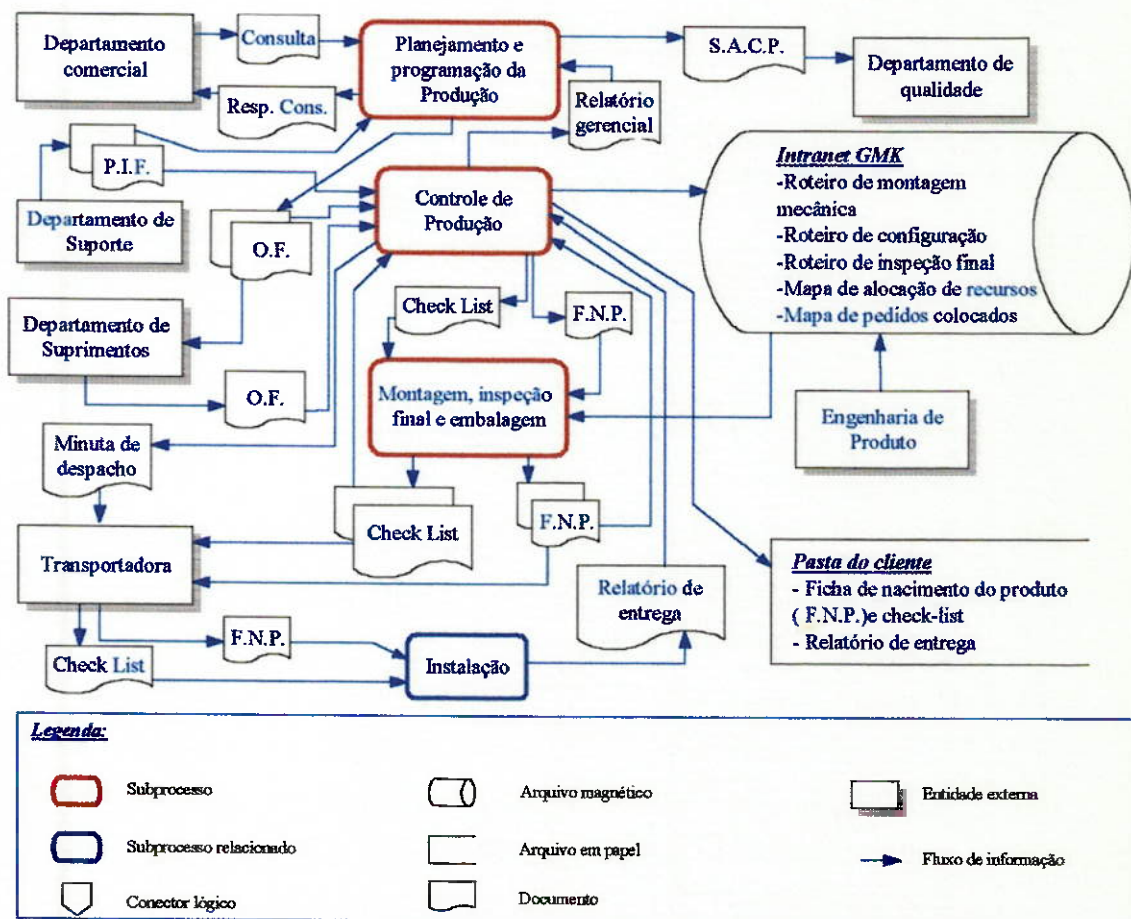 Departamento
comercial
Consulta
Planejamento e
programação da
Produção
S.A.C.P.
Departamento de
qualidade
Resp. Cons.
Relatório
gerencial
P.I.F.
Departamento de
Suporte
O.F.
Controle de
Produção
Intranet GMK
-Roteiro de montagem
mecânica
-Roteiro de configuração
-Roteiro de inspeção final
-Mapa de alocação de recursos
-Mapa de pedidos colocados
Departamento de
Suprimentos
Check List
F.N.P.
O.F.
Montagem, inspeção
final e embalagem
Engenharia de
Produto
Minuta de
despacho
Check List
F.N.P.
Transportadora
Relatório de
entrega
Pasta do cliente
- Ficha de nacimento do produto
( F.N.P.)e check-list
- Relatório de entrega
F.N.P.
Check List
Instalação
Legenda:
Subprocesso
Arquivo magnético
Entidade externa
Subprocesso relacionado
Arquivo em papel
Fluxo de informação
Conector lógico
Documento